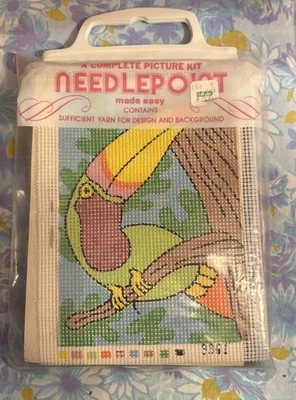 A COMPLETE PICTURE KIT
NEEDLEPOINT
made easy
CONTAINS
SUFFICIENT YARN FOR DESIGN AND BACKGROUND